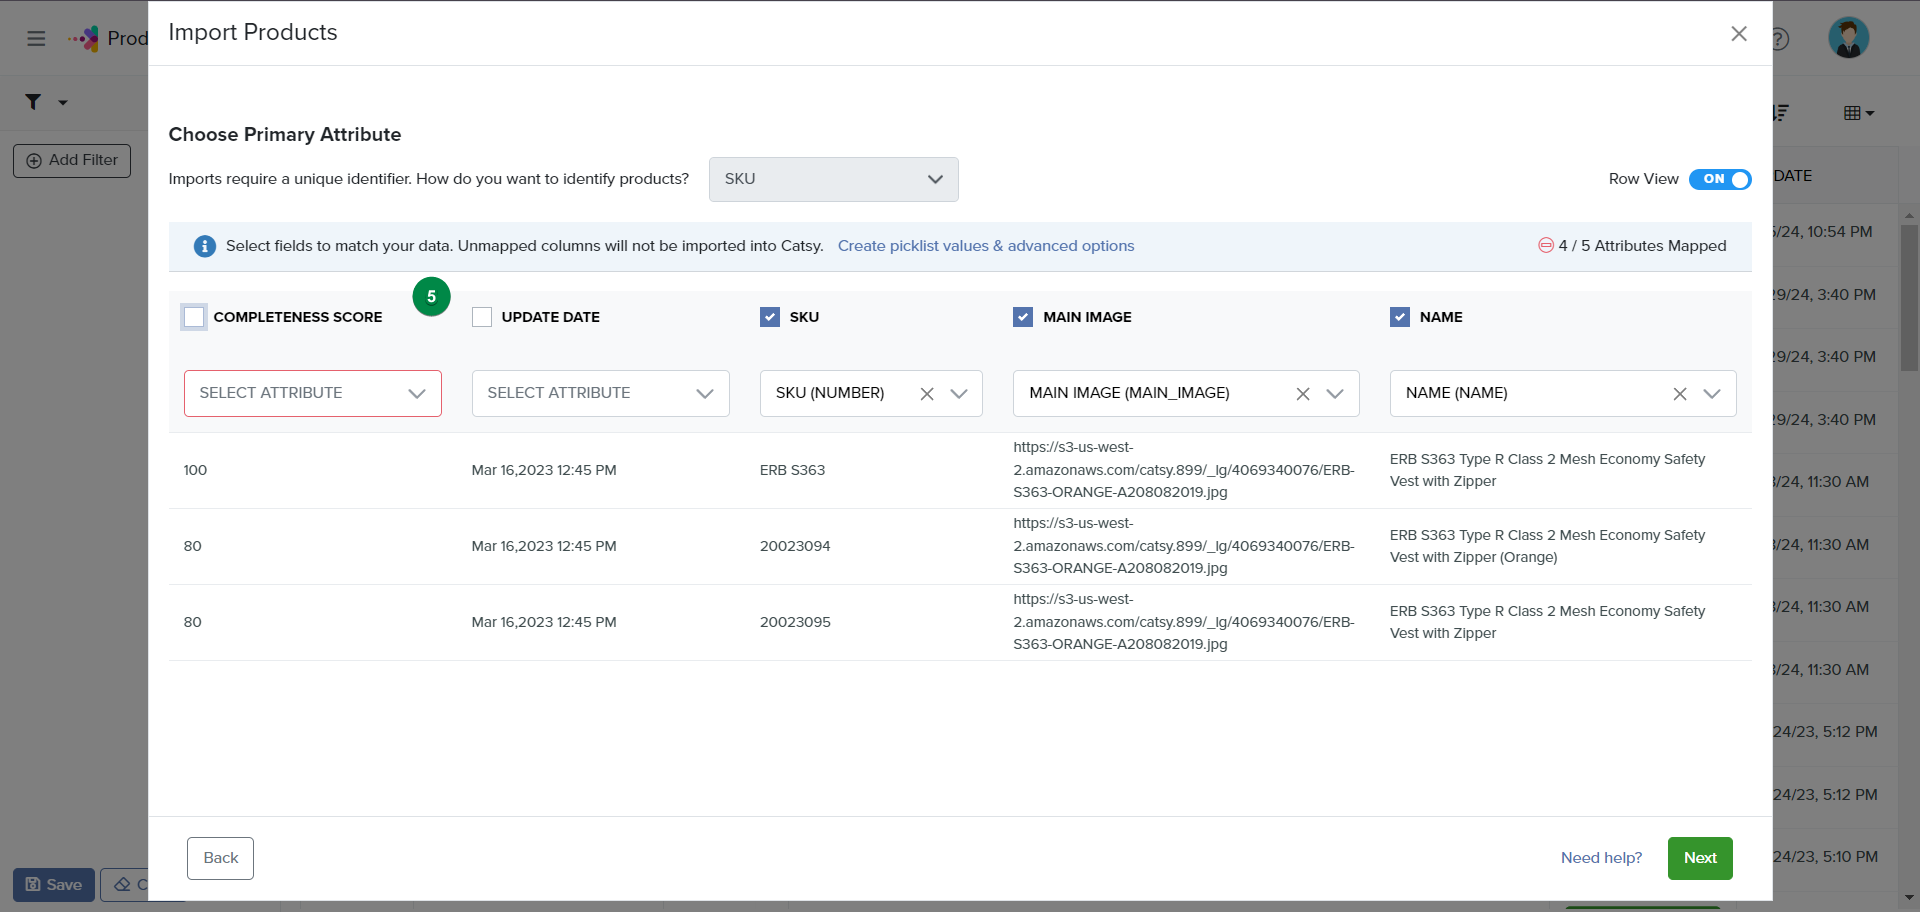 Import Products
Prod
?
Choose Primary Attribute
Add Filter
Imports require a unique identifier. How do you want to identify products?
SKU
Row View
ON
DATE
Select fields to match your data. Unmapped columns will not be imported into Catsy.
Create picklist values & advanced options
4 / 5 Attributes Mapped
5/24, 10:54 PM
5
COMPLETENESS SCORE
UPDATE DATE
SKU
MAIN IMAGE
NAME
29/24, 3:40 PM
29/24, 3:40 PM
SELECT ATTRIBUTE
SELECT ATTRIBUTE
SKU (NUMBER)
MAIN IMAGE (MAIN_IMAGE)
NAME (NAME)
29/24, 3:40 PM
100
Mar 16,2023 12:45 PM
ERB S363
https://s3-us-west-
2.amazonaws.com/catsy.899/_lg/4069340076/ERB-
S363-ORANGE-A208082019.jpg
ERB S363 Type R Class 2 Mesh Economy Safety
Vest with Zipper
/24, 11:30 AM
80
Mar 16,2023 12:45 PM
20023094
https://s3-us-west-
2.amazonaws.com/catsy.899/_lg/4069340076/ERB-
S363-ORANGE-A208082019.jpg
ERB S363 Type R Class 2 Mesh Economy Safety
Vest with Zipper (Orange)
/24, 11:30 AM
80
Mar 16,2023 12:45 PM
20023095
https://s3-us-west-
2.amazonaws.com/catsy.899/_lg/4069340076/ERB-
S363-ORANGE-A208082019.jpg
ERB S363 Type R Class 2 Mesh Economy Safety
Vest with Zipper
/24, 11:30 AM
/24, 11:30 AM
24/23, 5:12 PM
24/23, 5:12 PM
24/23, 5:10 PM
Back
Need help?
Next
Save
C